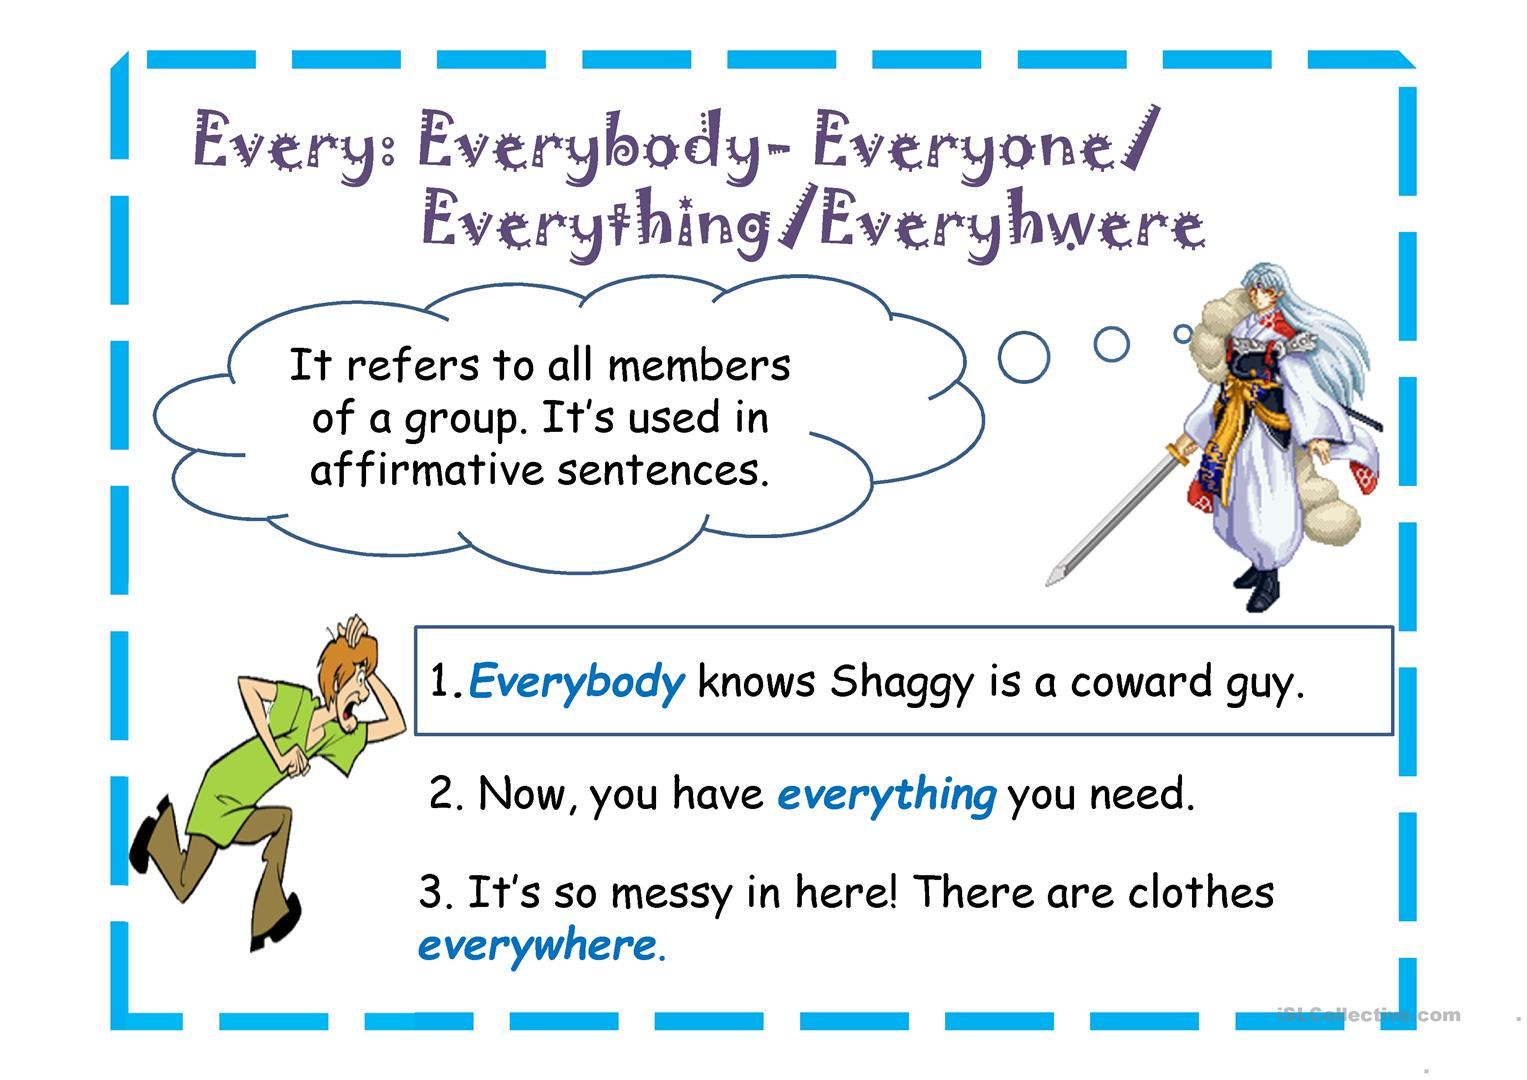 Every: Everybody- Everyone/
Everything/Everyhwere
It refers to all members
of a group. It’s used in
affirmative sentences.
1.Everybody knows Shaggy is a coward guy.
2. Now, you have everything you need.
3. It’s so messy in here! There are clothes
everywhere.
iSLCollective.com